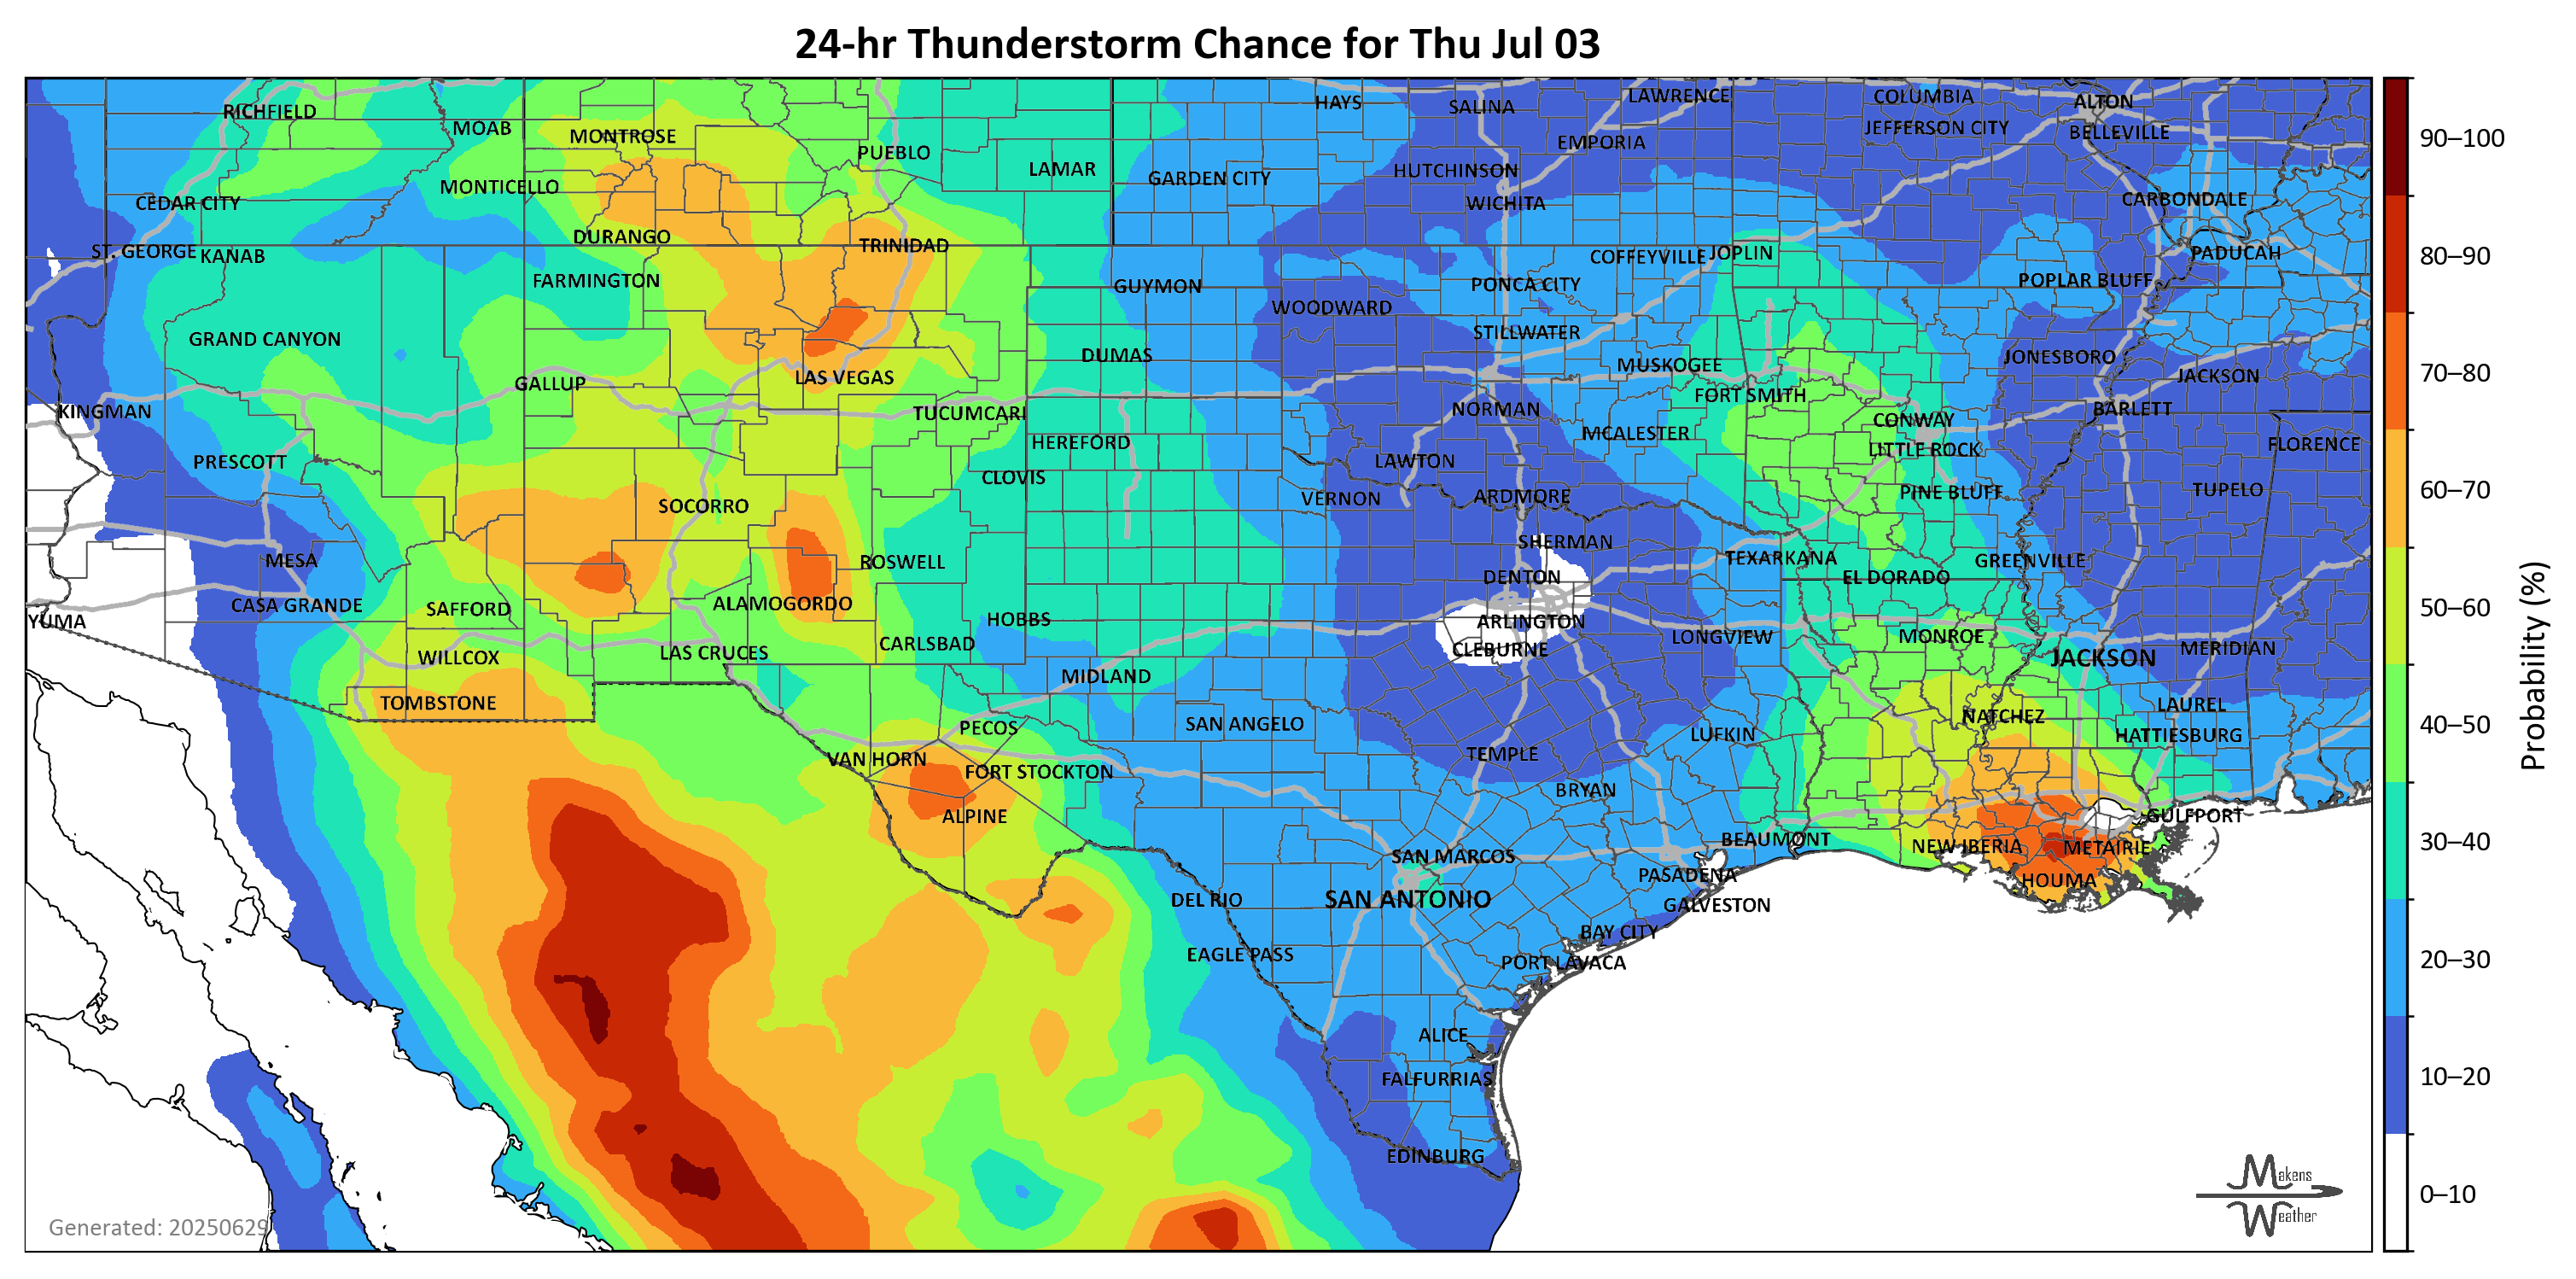 24-hr Thunderstorm Chance for Thu Jul 03
RICHFIELD
MOAB
MONTROSE
PUEBLO
LAMAR
GARDEN CITY
HAYS
SALINA
LAWRENCE
EMPORIA
HUTCHINSON
WICHITA
COLUMBIA
JEFFERSON CITY
ALTON
BELLEVILLE
CARBONDALE
PADUCAH
MONTICELLO
CEDAR CITY
ST. GEORGE
KANAB
DURANGO
TRINIDAD
FARMINGTON
GUYMON
WOODWARD
PONCA CITY
COFFEYVILLE
JOPLIN
POPLAR BLUFF
GRAND CANYON
GALLUP
LAS VEGAS
DUMAS
STILLWATER
MUSKOGEE
JONESBORO
JACKSON
KINGMAN
TUCUMCARI
NORMAN
FORT SMITH
CONWAY
BARLETT
PRESCOTT
HEREFORD
CLOVIS
LAWTON
MCALESTER
LITTLE ROCK
FLORENCE
SOCORRO
VERNON
ARDMORE
PINE BLUFF
TUPELO
MESA
ROSWELL
SHERMAN
TEXARKANA
GREENVILLE
CASA GRANDE
SAFFORD
ALAMOGORDO
HOBBS
DENTON
EL DORADO
YUMA
WILLCOX
LAS CRUCES
CARLSBAD
ARLINGTON
CLEBURNE
LONGVIEW
MONROE
JACKSON
MERIDIAN
TOMBSTONE
MIDLAND
PECOS
SAN ANGELO
LUFKIN
NATCHEZ
LAUREL
HATTIESBURG
VAN HORN
FORT STOCKTON
TEMPLE
BRYAN
ALPINE
SAN MARCOS
BEAUMONT
NEW IBERIA
METAIRIE
GULFPORT
HOUMA
DEL RIO
SAN ANTONIO
PASADENA
GALVESTON
EAGLE PASS
BAY CITY
PORT LAVACA
ALICE
FALFURRIAS
EDINBURG
Generated: 20250629
Makens
Weather
90–100
80–90
70–80
60–70
50–60
40–50
30–40
20–30
10–20
0–10
Probability (%)